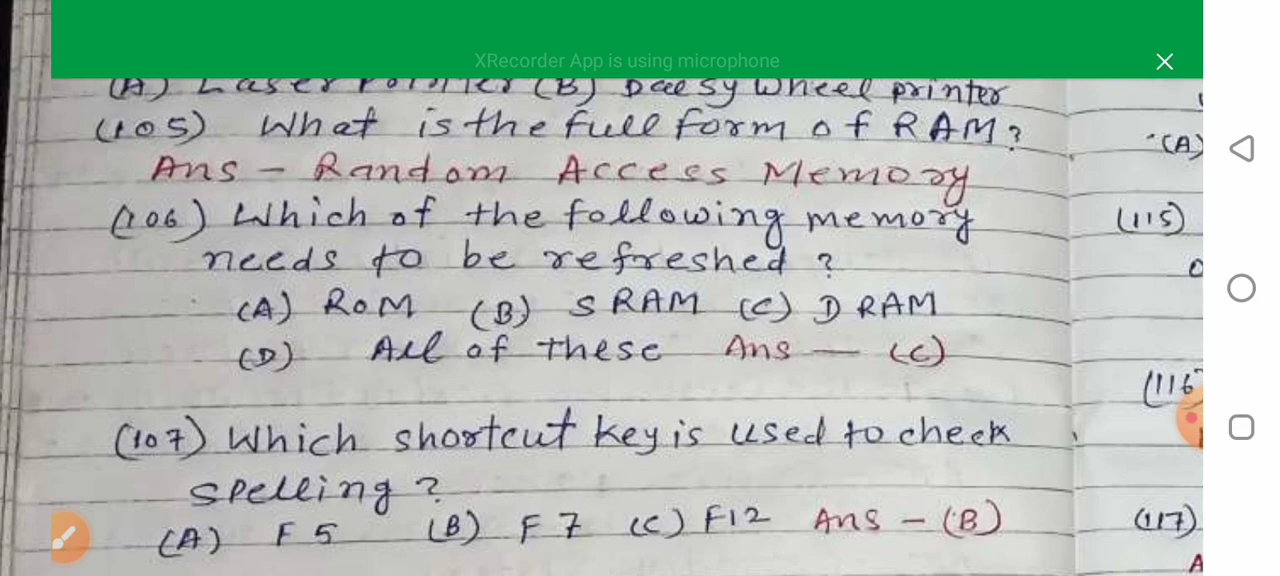 XRecorder App is using microphone
(A) Laser Pointer (B) Daesy Wheel printer
(105) What is the full form of RAM?
Ans - Random Access Memory
(106) Which of the following memory
needs to be refreshed ?
(A) ROM (B) SRAM (C) DRAM
(D) All of these Ans — (C)
(107) Which shortcut key is used to check
spelling ?
(A) F5 (B) F7 (C) F12 Ans - (B)
(A)
(115)
(116)
(117)
A